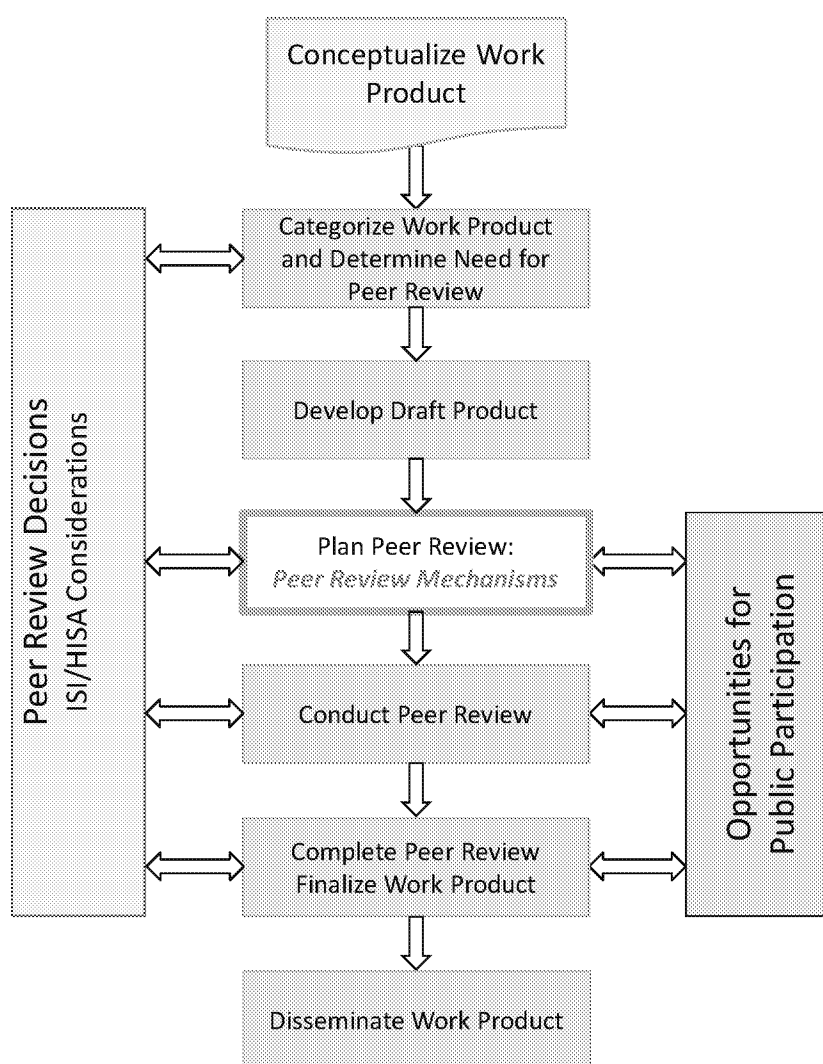 Conceptualize Work
Product
Categorize Work Product
and Determine Need for
Peer Review
Develop Draft Product
Plan Peer Review:
Peer Review Mechanisms
Conduct Peer Review
Complete Peer Review
Finalize Work Product
Disseminate Work Product
Peer Review Decisions
ISI/HISA Considerations
Opportunities for
Public Participation